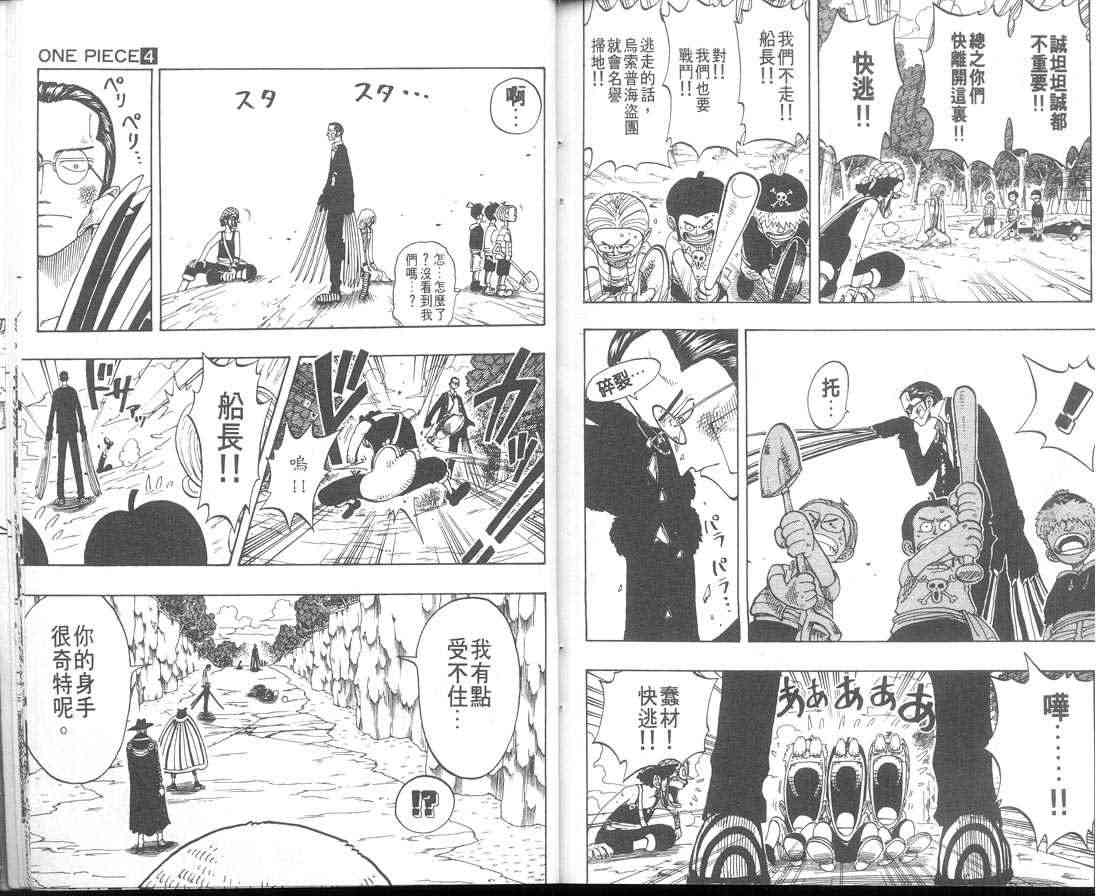 誠坦坦誠都
不重要!!
總之你們
快離開這裏!!
快逃!!
我們不走!!
船長!!
對!!
我們也要
戰鬥!!
逃走的話,
烏索普海盜團
就會名譽
掃地!!
!
托…
碎裂…
パラ
パラ…
嘩……!!
あぁああぁあ
蠢材!
快逃!!
ONE PIECE 4
啊…
スタ…
スタ
怎…怎麼了
?沒看到我
們嗎…?
ペリ
ペリ…
嗚!!
船長!!
ドサァッ
我有點
受不住…
你的身手
很奇特呢。
!?